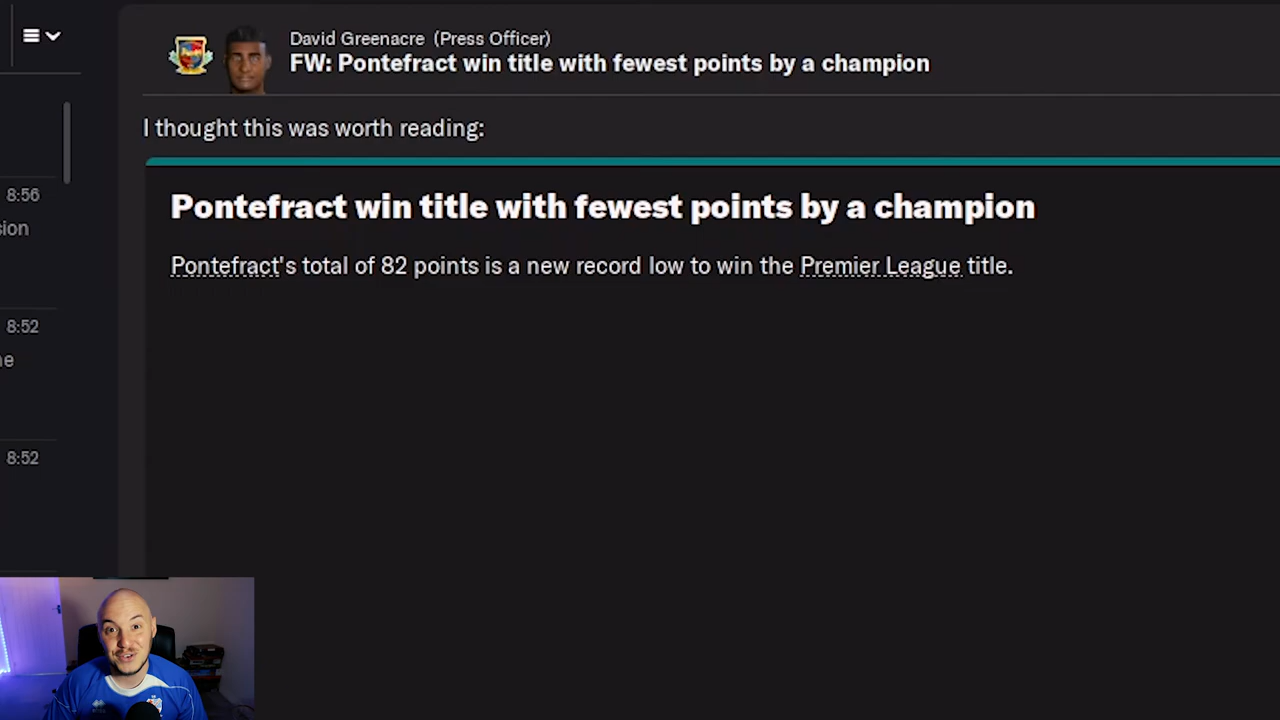 David Greenacre (Press Officer)
FW: Pontefract win title with fewest points by a champion
I thought this was worth reading:
8:56
sion
Pontefract win title with fewest points by a champion
Pontefract's total of 82 points is a new record low to win the Premier League title.
8:52
ne
8:52